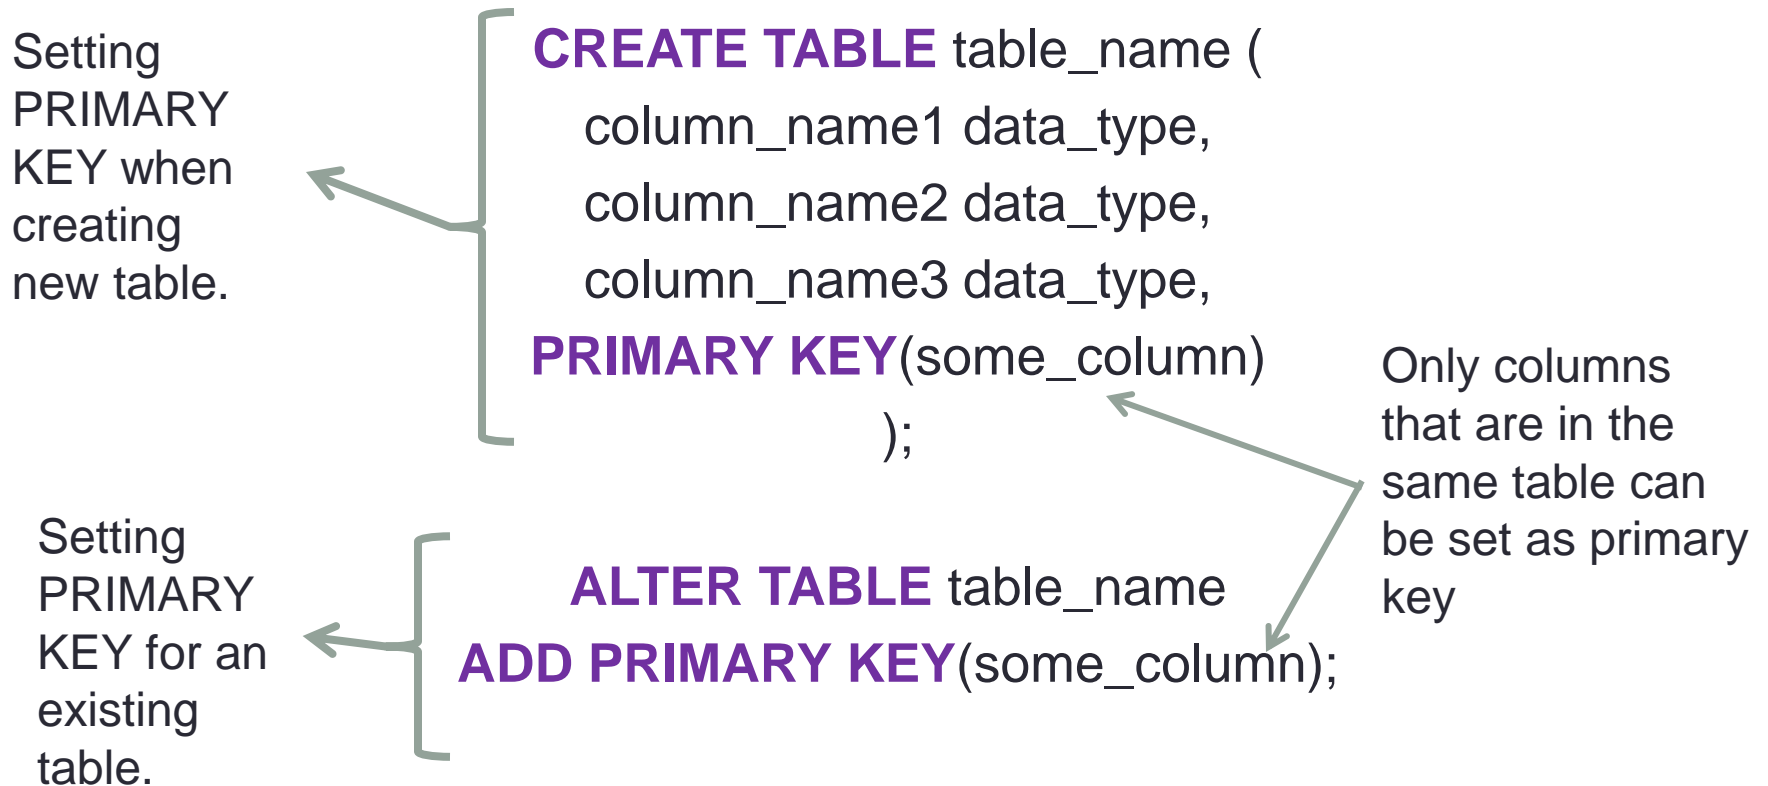 Setting
PRIMARY
KEY when
creating
new table.
CREATE TABLE table_name (
column_name1 data_type,
column_name2 data_type,
column_name3 data_type,
PRIMARY KEY(some_column)
);
Only columns
that are in the
same table can
be set as primary
key
Setting
PRIMARY
KEY for an
existing
table.
ALTER TABLE table_name
ADD PRIMARY KEY(some_column);